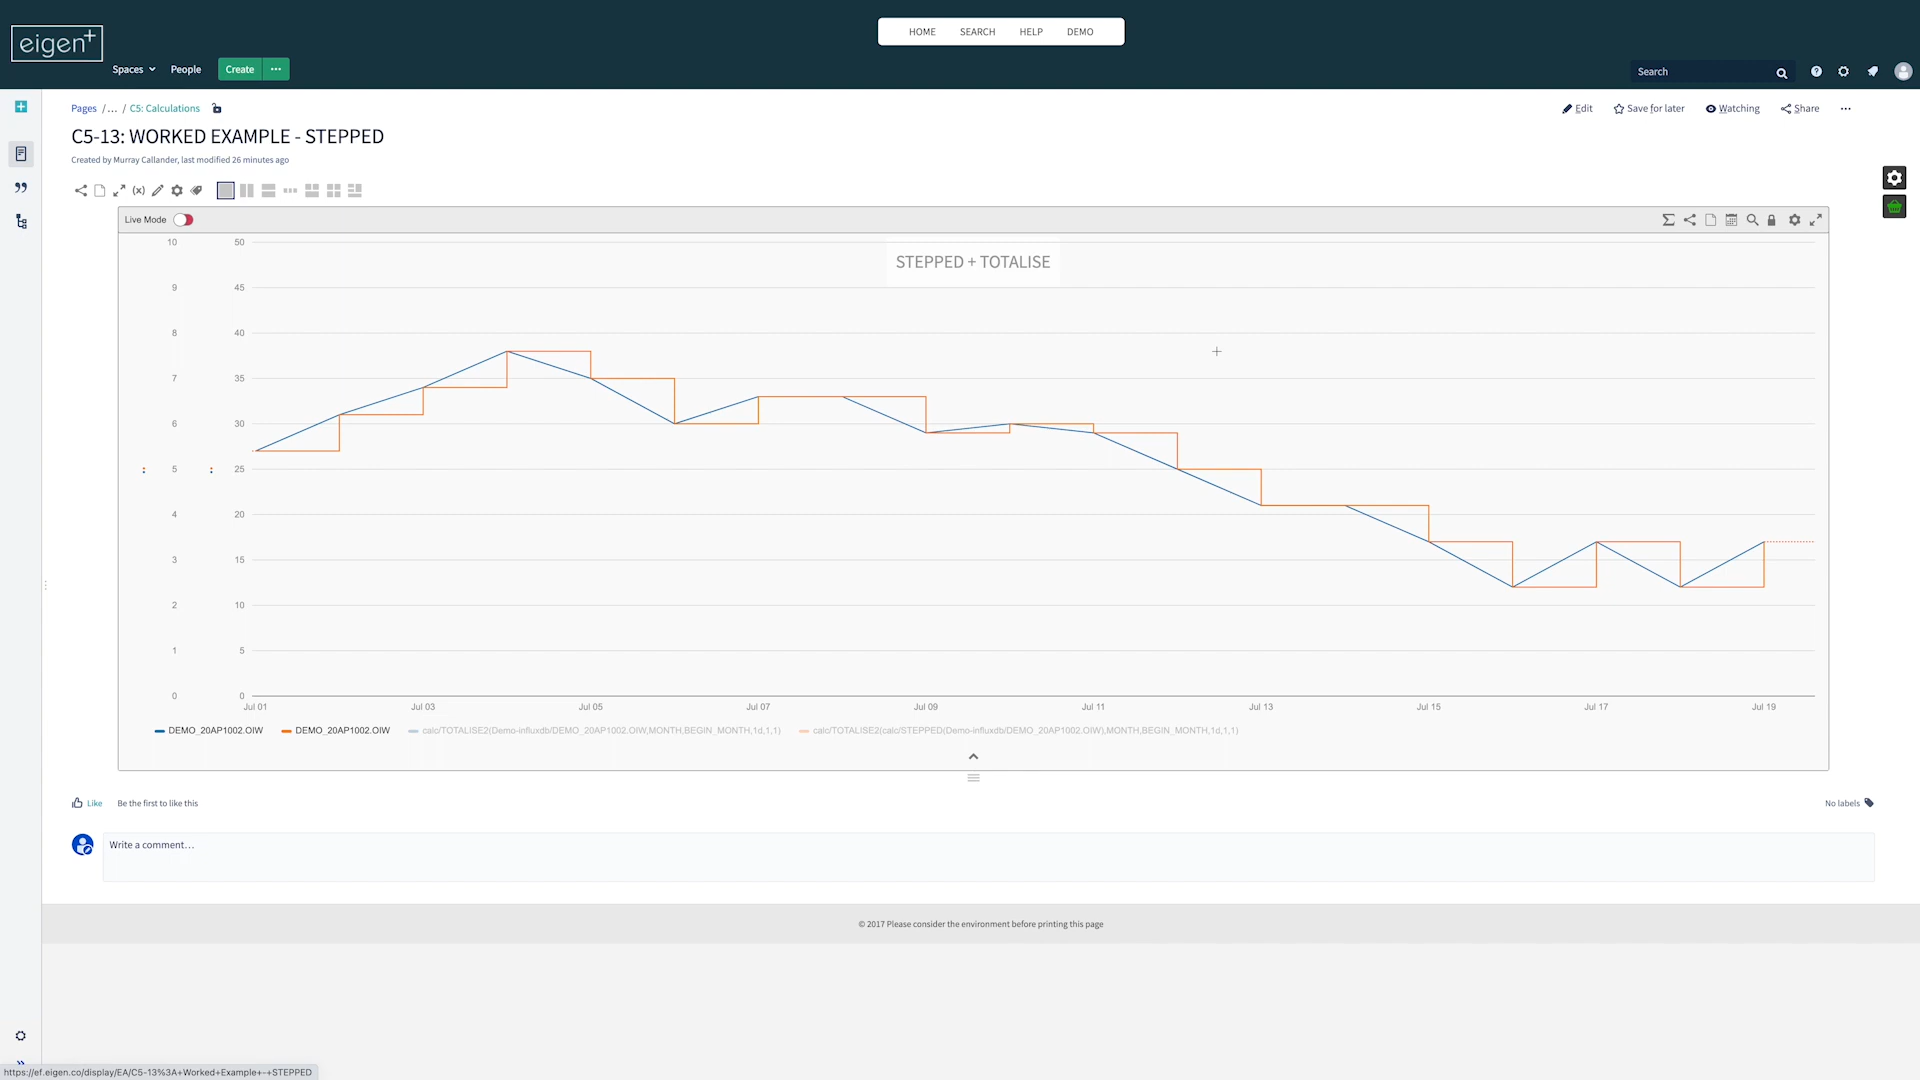 eigen+
HOME SEARCH HELP DEMO
Spaces People Create ...
Search
Pages /... / C5: Calculations
Edit Save for later Watching Share ...
C5-13: WORKED EXAMPLE - STEPPED
Created by Murray Callander, last modified 26 minutes ago
Live Mode
STEPPED + TOTALISE
10 50
9 45
8 40
7 35
6 30
5 25
4 20
3 15
2 10
1 5
0 0
Jul 01 Jul 03 Jul 05 Jul 07 Jul 09 Jul 11 Jul 13 Jul 15 Jul 17 Jul 19
DEMO_20AP1002.OIW DEMO_20AP1002.OIW calc/TOTALISE2(Demo-influxdb/DEMO_20AP1002.OIW,MONTH,BEGIN_MONTH,1d,1,1) calc/TOTALISE2(calc/STEPPED(Demo-influxdb/DEMO_20AP1002.OIW),MONTH,BEGIN_MONTH,1d,1,1)
Like Be the first to like this
No labels
Write a comment…
© 2017 Please consider the environment before printing this page
https://ef.eigen.co/display/EA/C5-13%3A+Worked+Example+-+STEPPED